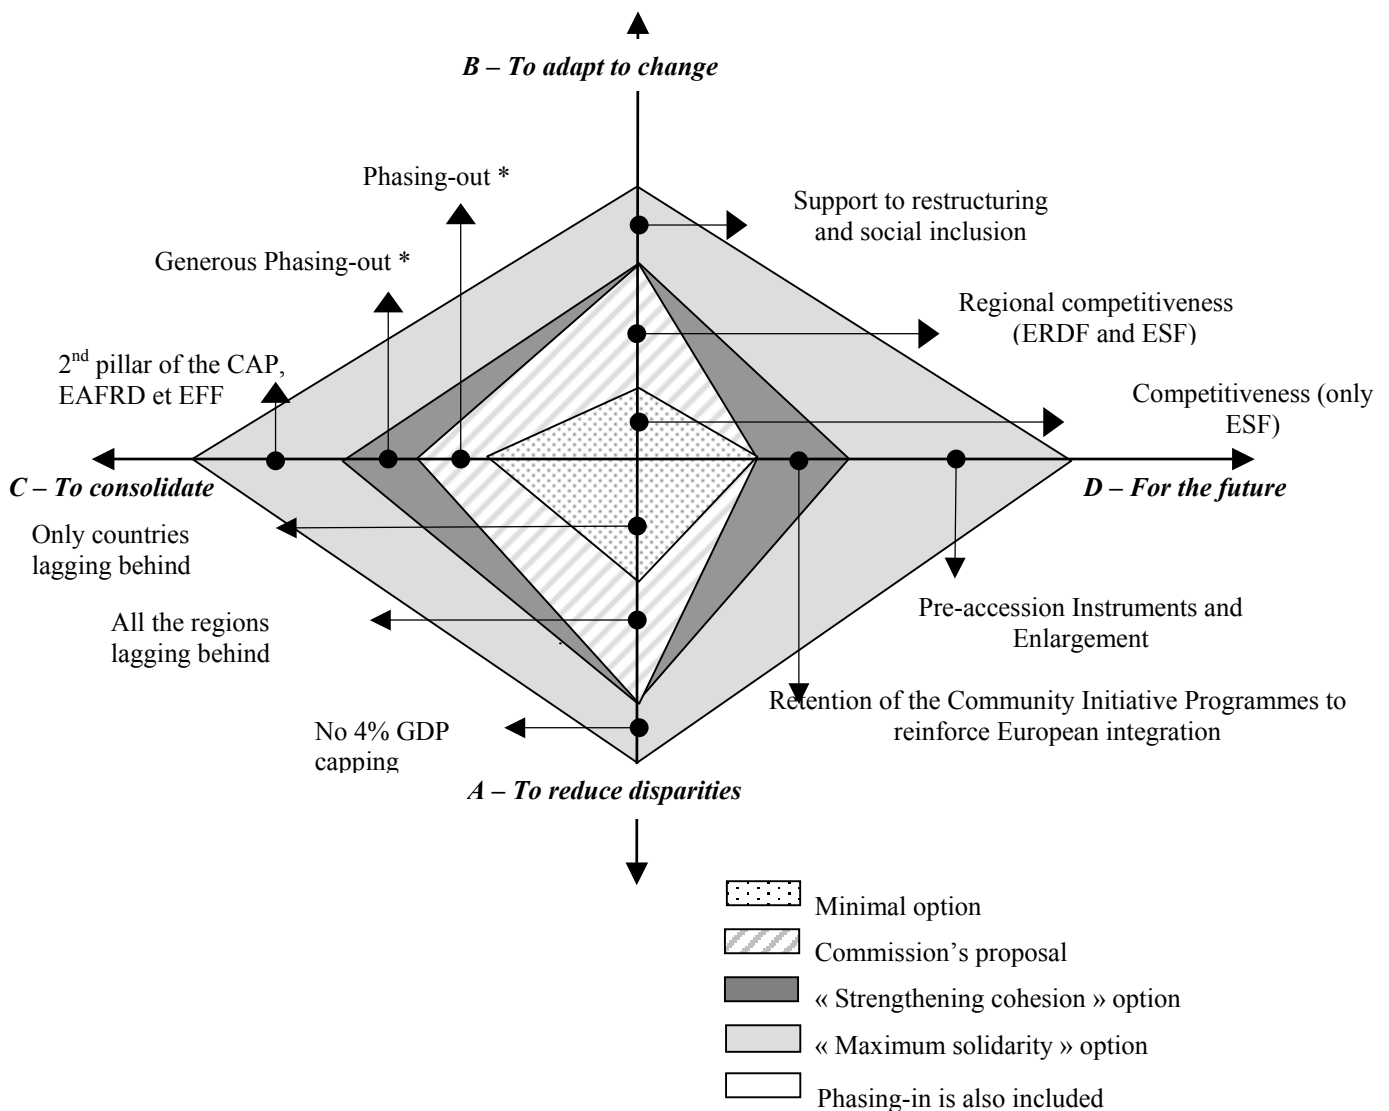 B – To adapt to change
Phasing-out *
Support to restructuring
and social inclusion
Generous Phasing-out *
Regional competitiveness
(ERDF and ESF)
2nd pillar of the CAP,
EAFRD et EFF
Competitiveness (only
ESF)
C – To consolidate
D – For the future
Only countries
lagging behind
All the regions
lagging behind
Pre-accession Instruments and
Enlargement
Retention of the Community Initiative Programmes to
reinforce European integration
No 4% GDP
capping
A – To reduce disparities
Minimal option
Commission’s proposal
« Strengthening cohesion » option
« Maximum solidarity » option
Phasing-in is also included